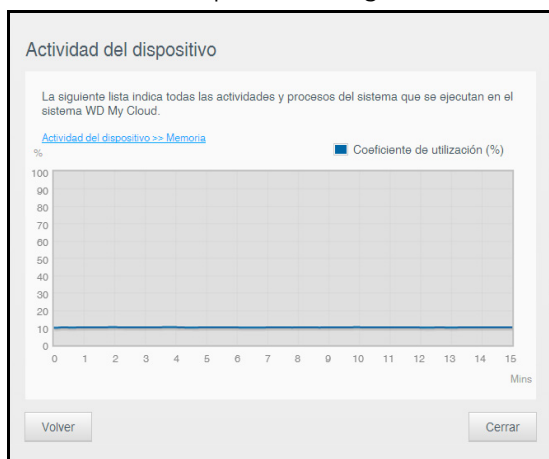 Actividad del dispositivo
La siguiente lista indica todas las actividades y procesos del sistema que se ejecutan en el
sistema WD My Cloud.
Actividad del dispositivo >> Memoria
%
Coeficiente de utilización (%)
100
90
80
70
60
50
40
30
20
10
0
0 1 2 3 4 5 6 7 8 9 10 11 12 13 14 15
Mins
Volver
Cerrar